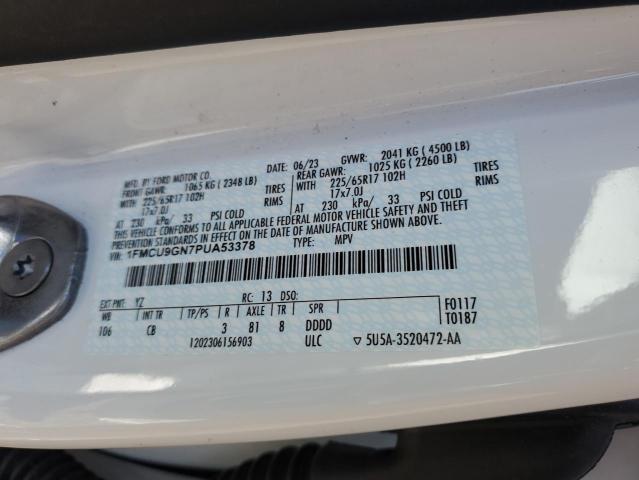 MFD. BY FORD MOTOR CO.
06/23 GVWR: 2041 KG ( 4500 LB)
FRONT GAWR: 1065 KG ( 2348 LB)
REAR GAWR: 1025 KG ( 2260 LB)
WITH 225/65R17 102H TIRES
WITH 225/65R17 102H TIRES
17x7.0J RIMS
17x7.0J RIMS
AT 230 kPa/ 33 PSI COLD
AT 230 kPa/ 33 PSI COLD
THIS VEHICLE CONFORMS TO ALL APPLICABLE FEDERAL MOTOR VEHICLE SAFETY AND THEFT
PREVENTION STANDARDS IN EFFECT ON THE DATE OF MANUFACTURE SHOWN ABOVE.
VIN: 1FMCU9GN7PUA53378 TYPE: MPV
EXT PNT: YZ RC: 13 DSO:
WB INT TR TP/PS R AXLE TR SPR F0117
106 CB 3 81 8 DDDD T0187
1202306156903 ULC ▽5U5A-3520472-AA